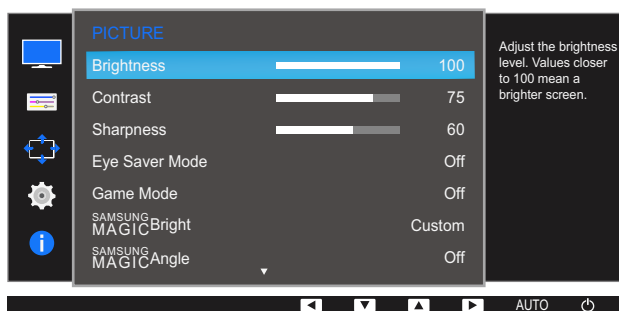 PICTURE
Brightness 100
Contrast 75
Sharpness 60
Eye Saver Mode Off
Game Mode Off
SAMSUNG
MAGICBright Custom
SAMSUNG
MAGICAngle Off
Adjust the brightness
level. Values closer
to 100 mean a
brighter screen.
i
AUTO